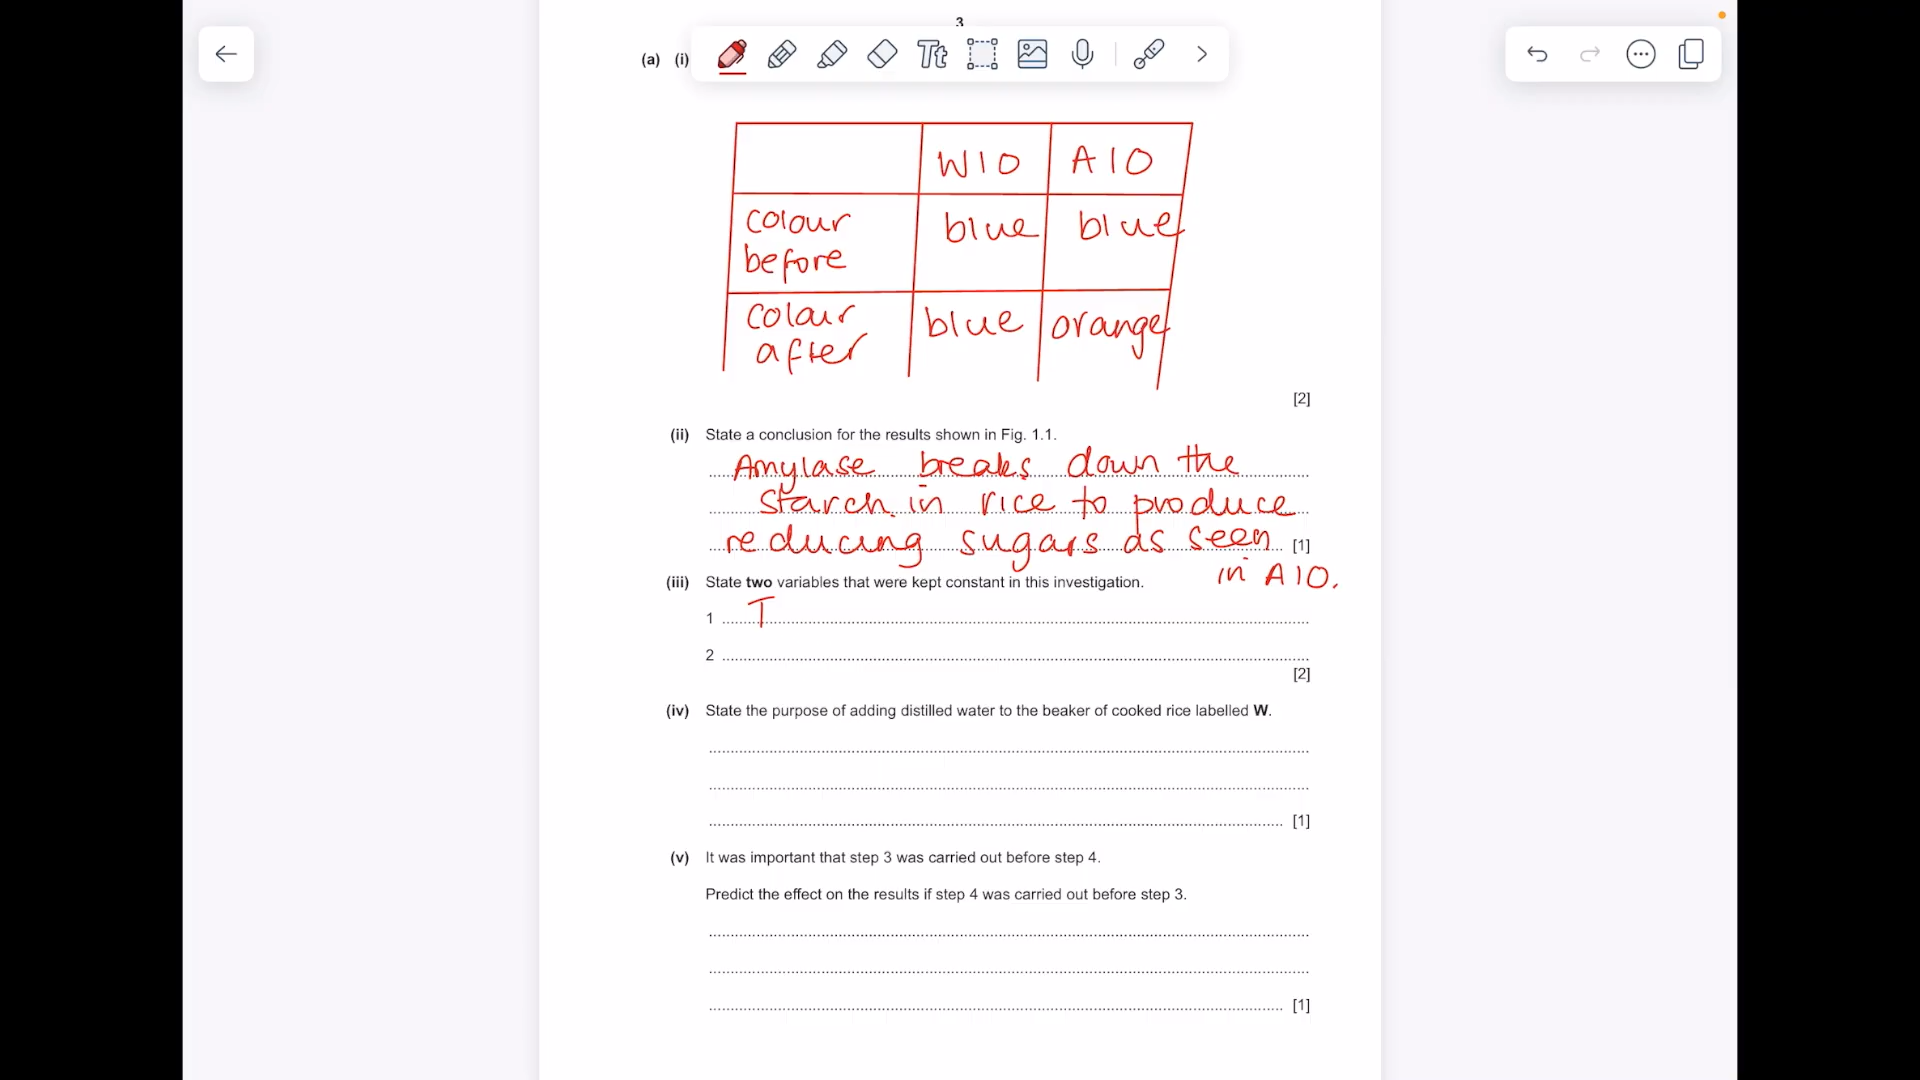 3
(a) (i)
Tt
W10 A10
colour before blue blue
colour after blue orange
[2]
(ii) State a conclusion for the results shown in Fig. 1.1.
Amylase breaks down the
starch in rice to produce
reducing sugars as seen [1]
in A10.
(iii) State two variables that were kept constant in this investigation.
1 T
2
[2]
(iv) State the purpose of adding distilled water to the beaker of cooked rice labelled W.
[1]
(v) It was important that step 3 was carried out before step 4.
Predict the effect on the results if step 4 was carried out before step 3.
[1]